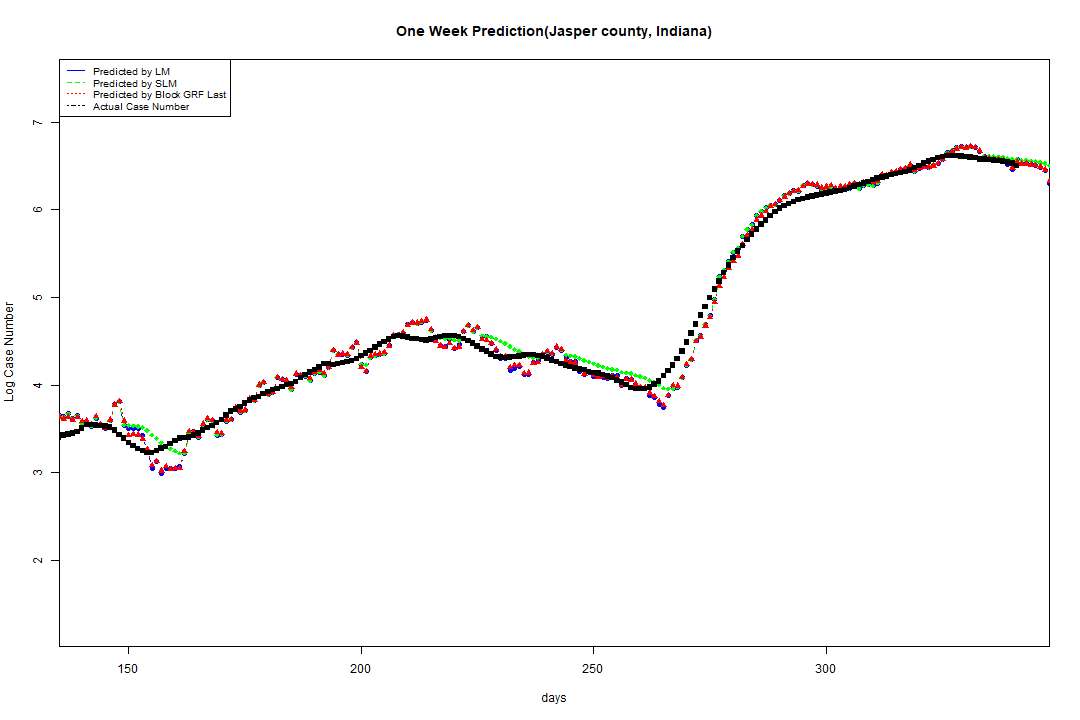 One Week Prediction(Jasper county, Indiana)
Predicted by LM
Predicted by SLM
Predicted by Block GRF Last
Actual Case Number
7
6
5
4
3
2
Log Case Number
150 200 250 300
days